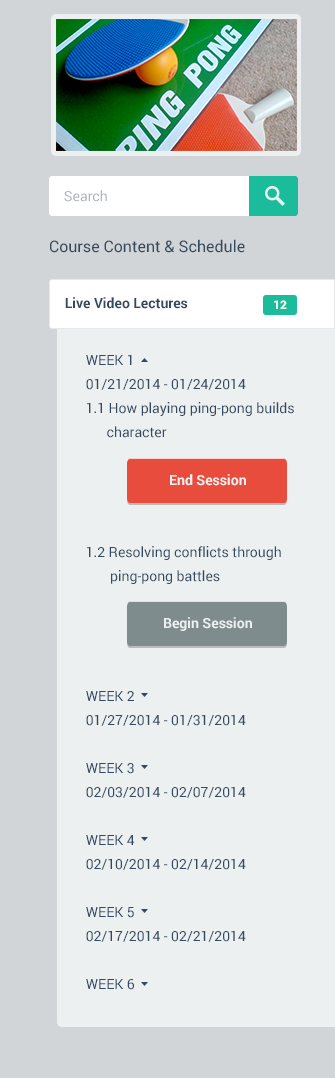 PING PONG
Search
Course Content & Schedule
Live Video Lectures 12
WEEK 1
01/21/2014 - 01/24/2014
1.1 How playing ping-pong builds
character
End Session
1.2 Resolving conflicts through
ping-pong battles
Begin Session
WEEK 2
01/27/2014 - 01/31/2014
WEEK 3
02/03/2014 - 02/07/2014
WEEK 4
02/10/2014 - 02/14/2014
WEEK 5
02/17/2014 - 02/21/2014
WEEK 6